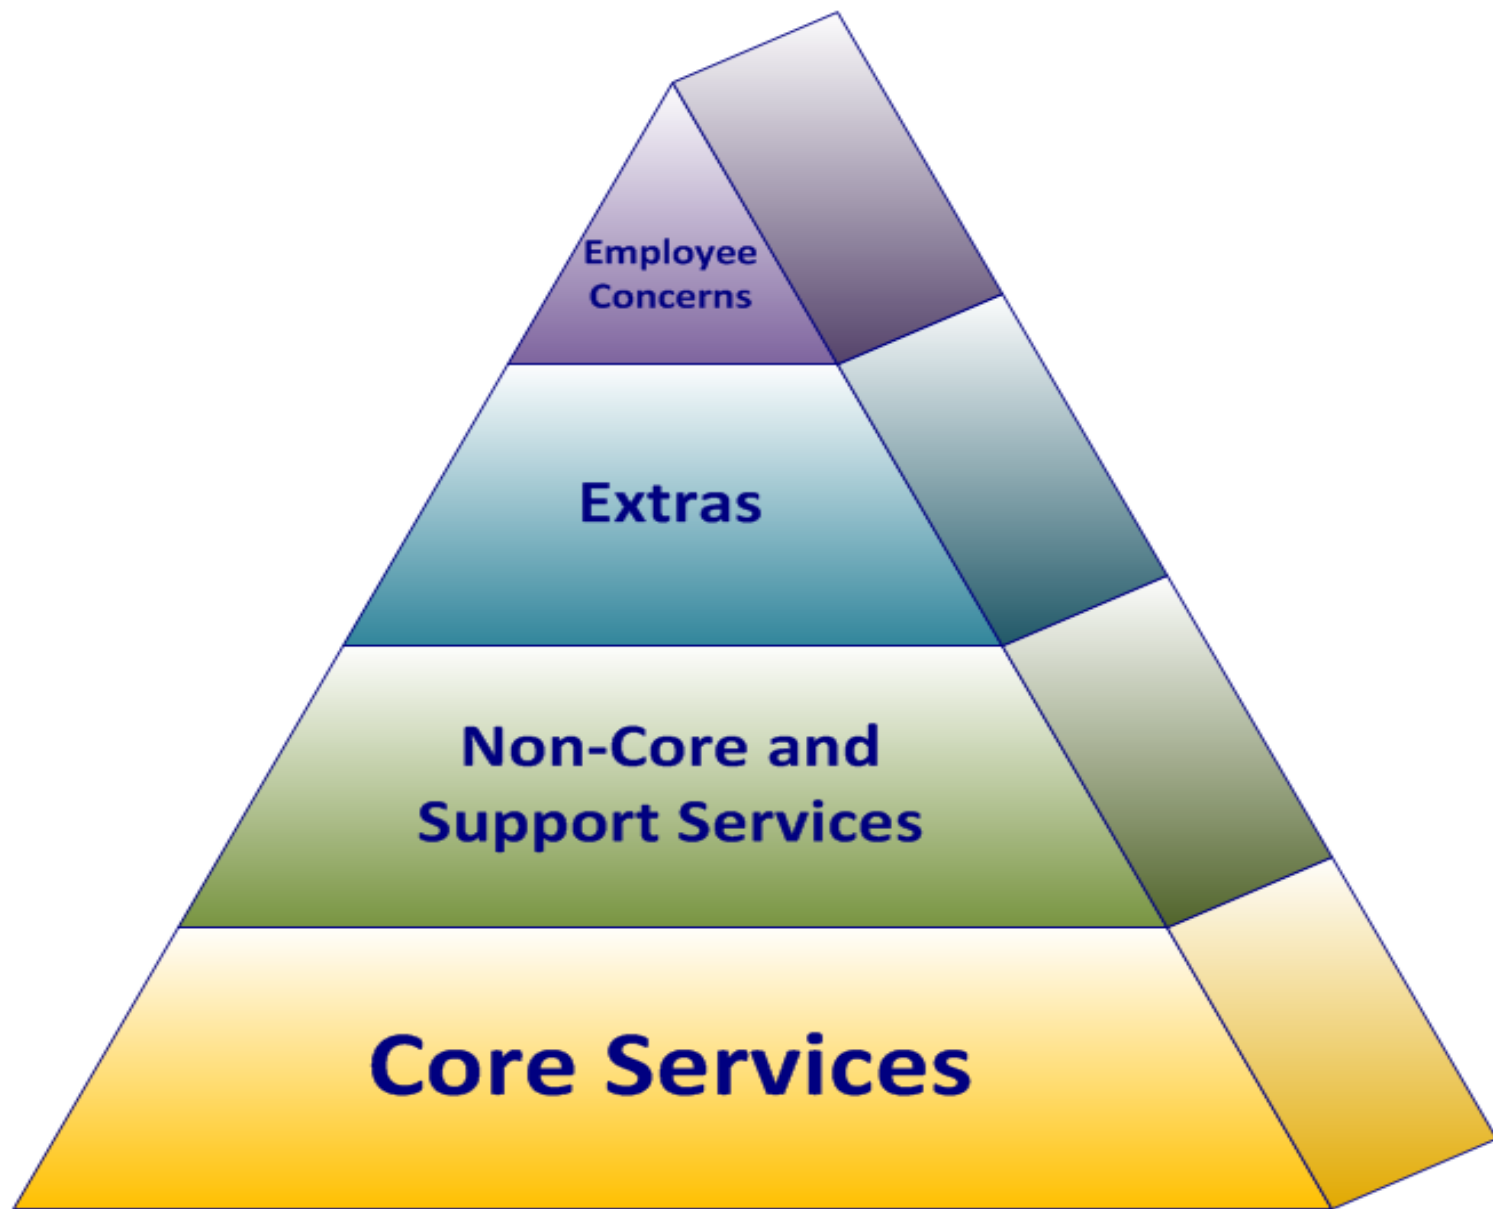 Employee
Concerns
Extras
Non-Core and
Support Services
Core Services